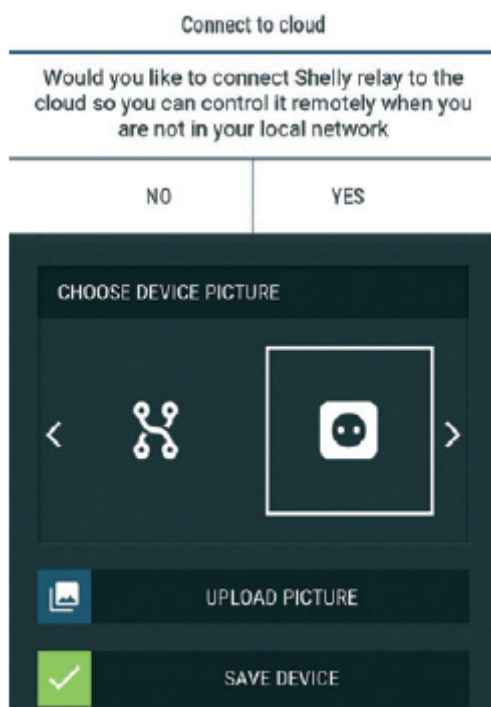 Connect to cloud
Would you like to connect Shelly relay to the
cloud so you can control it remotely when you
are not in your local network
NO
YES
CHOOSE DEVICE PICTURE
UPLOAD PICTURE
SAVE DEVICE